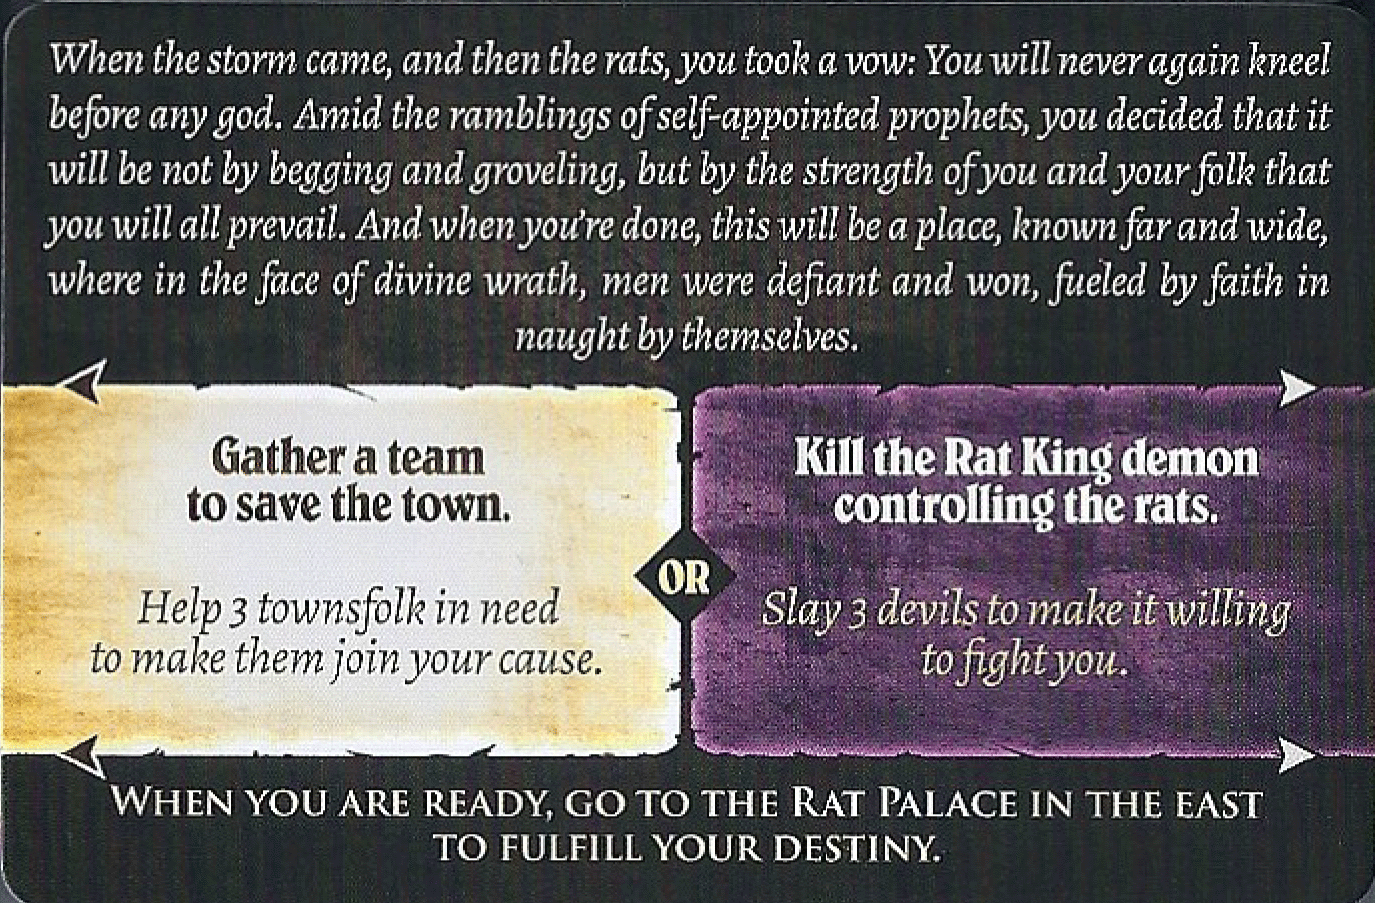 When the storm came, and then the rats, you took a vow: You will never again kneel
before any god. Amid the ramblings of self-appointed prophets, you decided that it
will be not by begging and groveling, but by the strength of you and your folk that
you will all prevail. And when you're done, this will be a place, known far and wide,
where in the face of divine wrath, men were defiant and won, fueled by faith in
naught by themselves.
Gather a team
to save the town.
Help 3 townsfolk in need
to make them join your cause.
OR
Kill the Rat King demon
controlling the rats.
Slay 3 devils to make it willing
to fight you.
WHEN YOU ARE READY, GO TO THE RAT PALACE IN THE EAST
TO FULFILL YOUR DESTINY.